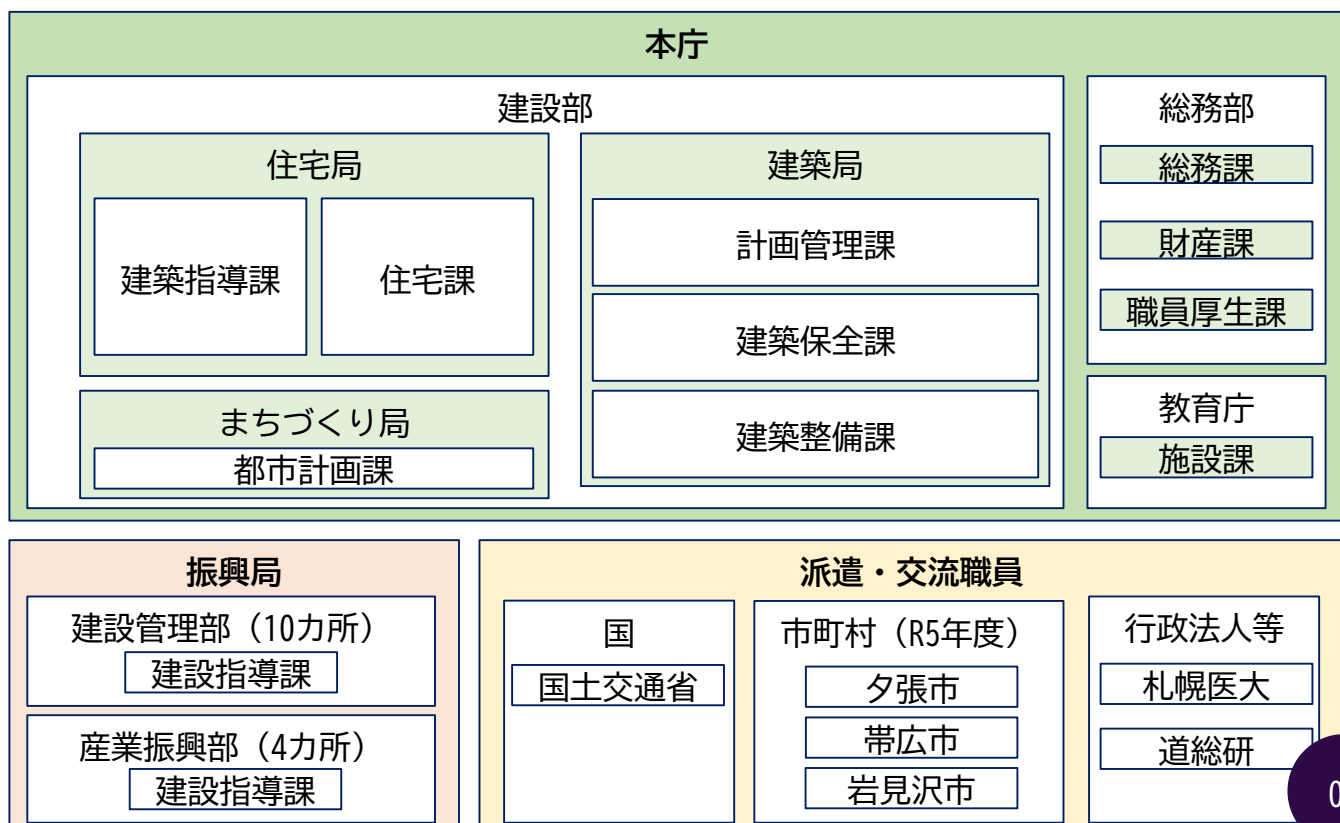 本庁
建設部
住宅局
建築指導課
住宅課
まちづくり局
都市計画課
建築局
計画管理課
建築保全課
建築整備課
総務部
総務課
財産課
職員厚生課
教育庁
施設課
振興局
建設管理部（10カ所）
建設指導課
産業振興部（4カ所）
建設指導課
派遣・交流職員
国
国土交通省
市町村（R5年度）
夕張市
帯広市
岩見沢市
行政法人等
札幌医大
道総研